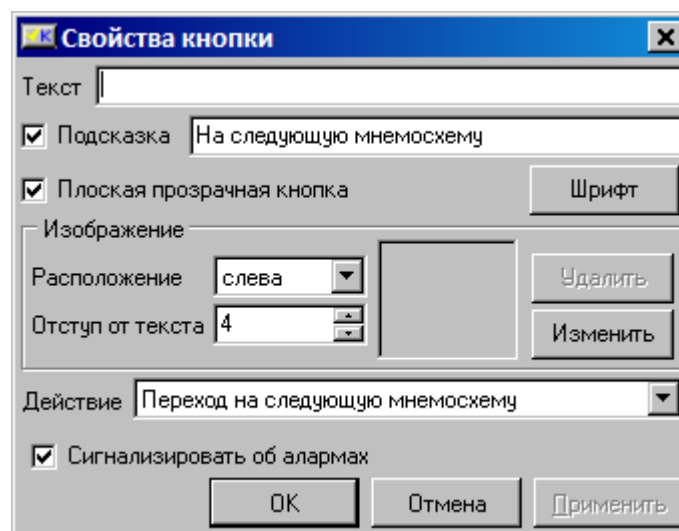 Свойства кнопки
Текст
Подсказка На следующую мнемосхему
Плоская прозрачная кнопка Шрифт
Изображение
Расположение слева Удалить
Отступ от текста 4 Изменить
Действие Переход на следующую мнемосхему
Сигнализировать об алармах
OK Отмена Применить